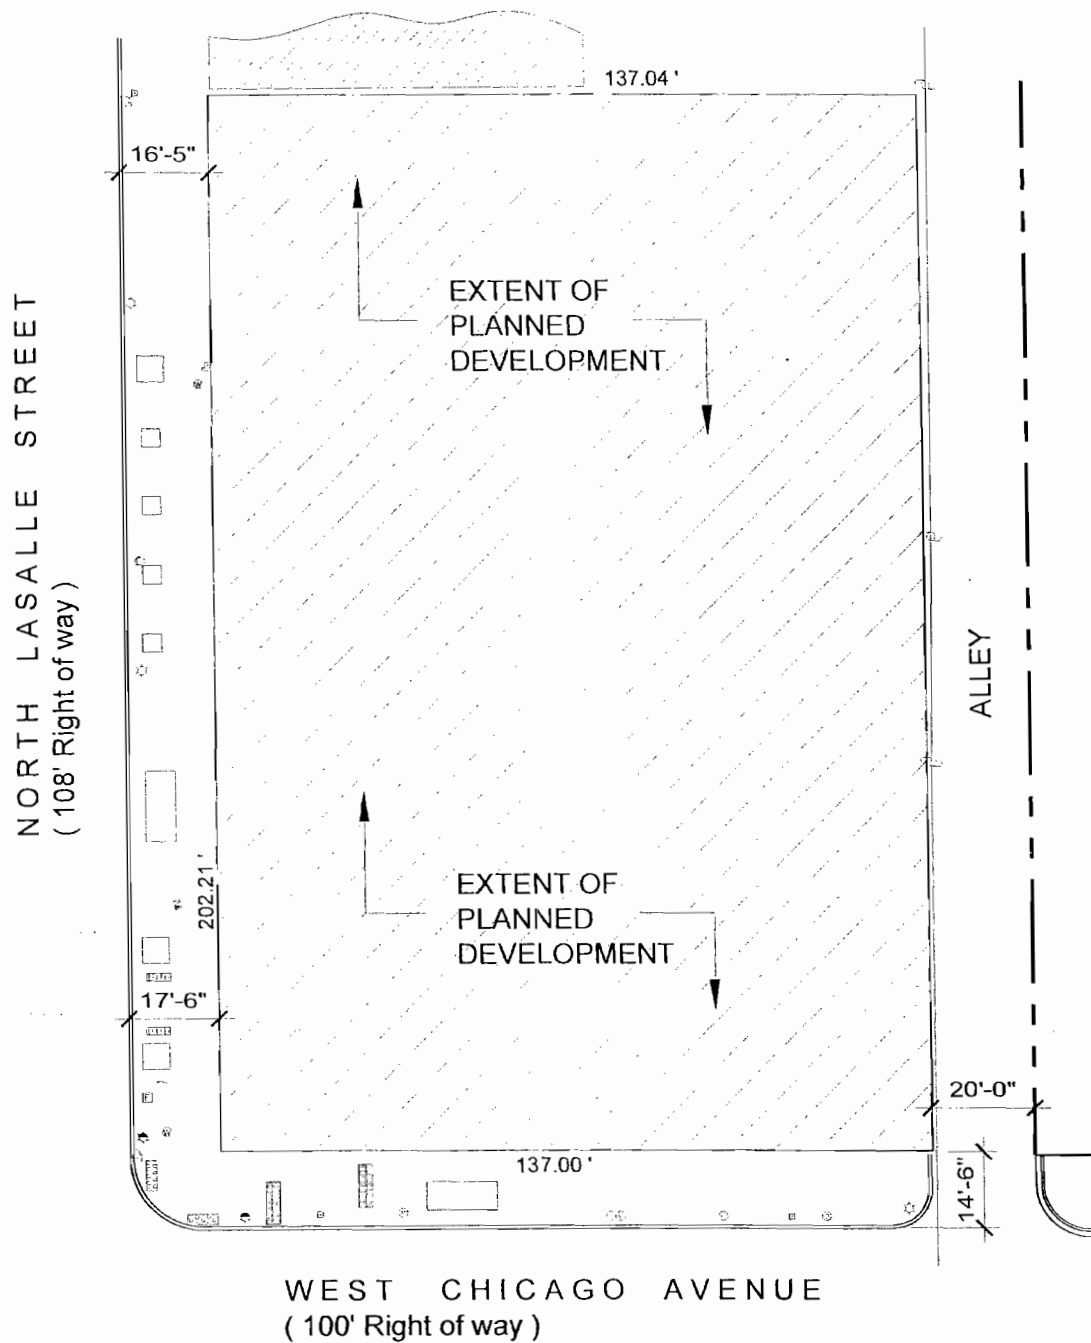 137.04 '
16'-5"
EXTENT OF
PLANNED
DEVELOPMENT
NORTH LASALLE STREET
( 108' Right of way )
ALLEY
202.21 '
EXTENT OF
PLANNED
DEVELOPMENT
17'-6"
20'-0"
137.00 '
14'-6"
WEST CHICAGO AVENUE
( 100' Right of way )